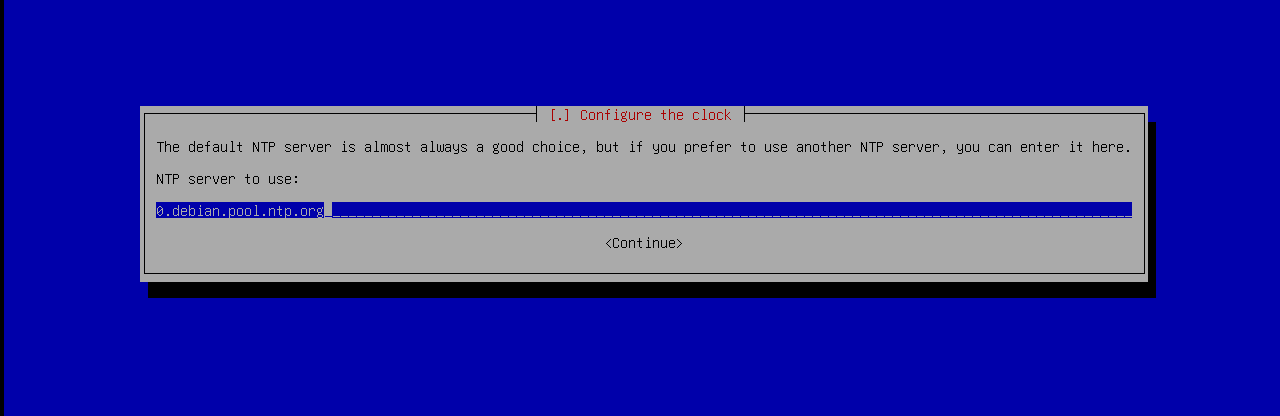 [.] Configure the clock
The default NTP server is almost always a good choice, but if you prefer to use another NTP server, you can enter it here.
NTP server to use:
0.debian.pool.ntp.org
<Continue>